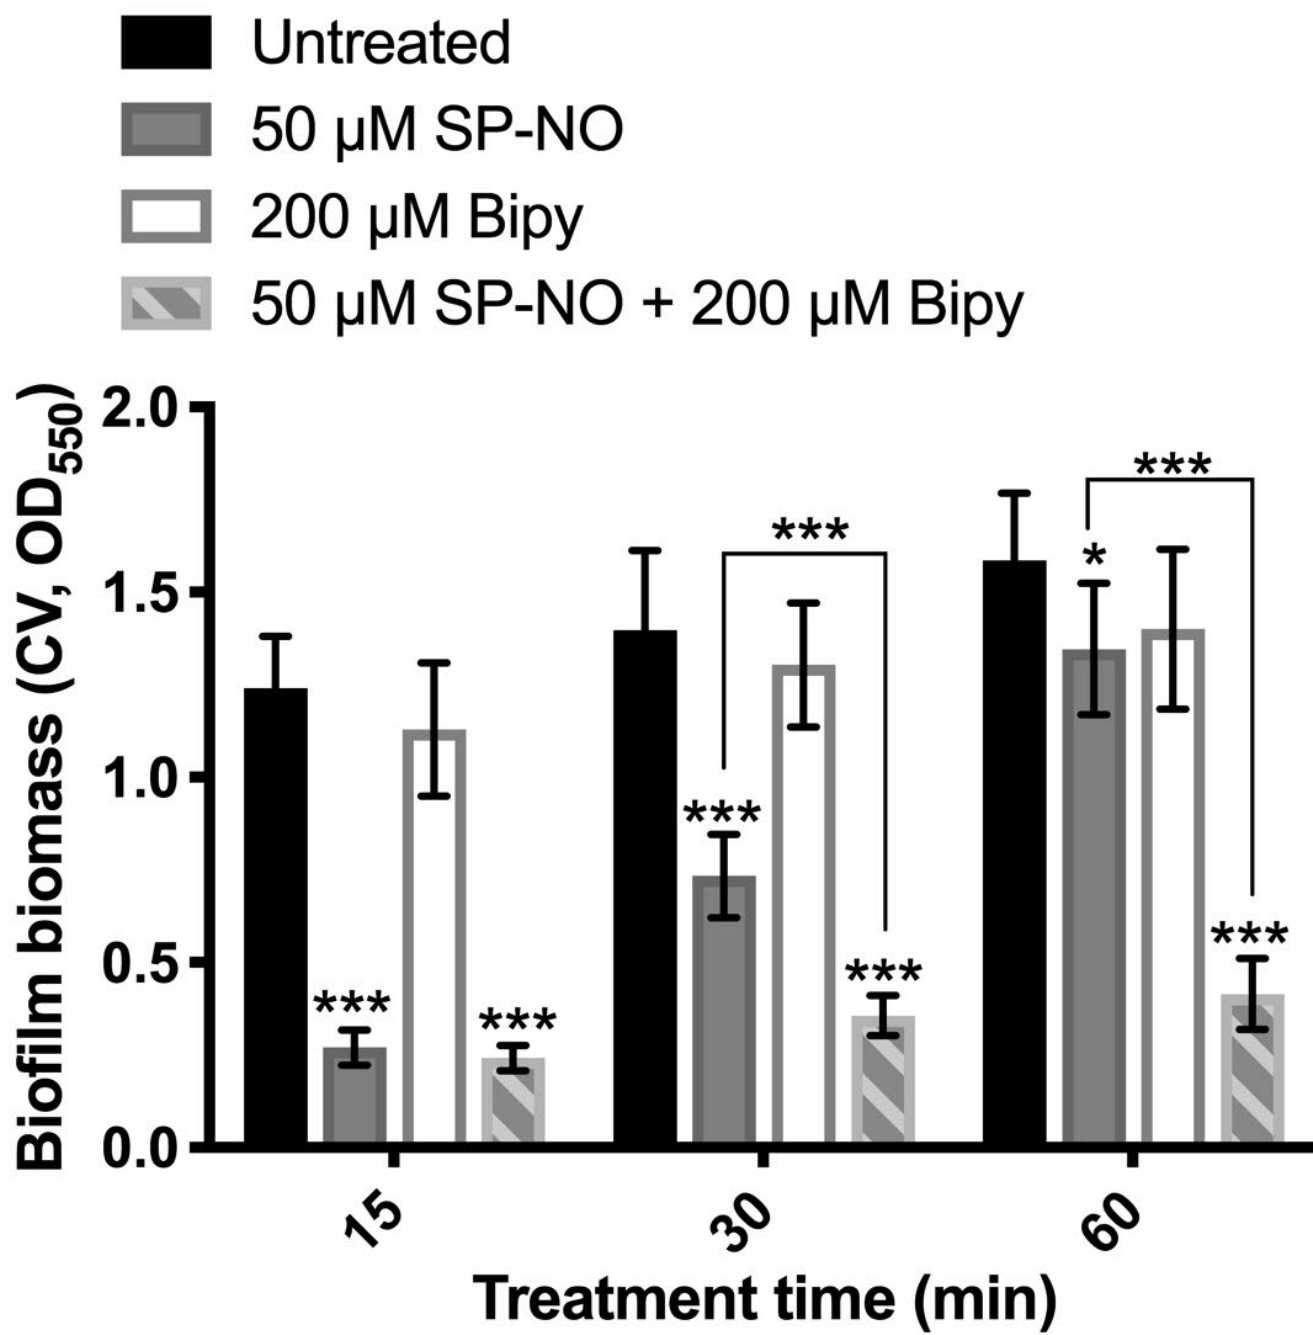 Untreated
50 µM SP-NO
200 µM Bipy
50 µM SP-NO + 200 µM Bipy
Biofilm biomass (CV, OD550)
2.0
1.5
1.0
0.5
0.0
***
***
***
***
***
***
*
***
***
15
30
60
Treatment time (min)